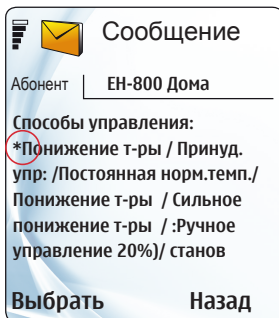 Сообщение
Абонент ЕН-800 Дома
Способы управления:
*Понижение т-ры / Принуд.
упр: /Постоянная норм.темп./
Понижение т-ры / Сильное
понижение т-ры / :Ручное
управление 20%)/ станов
Выбрать Назад